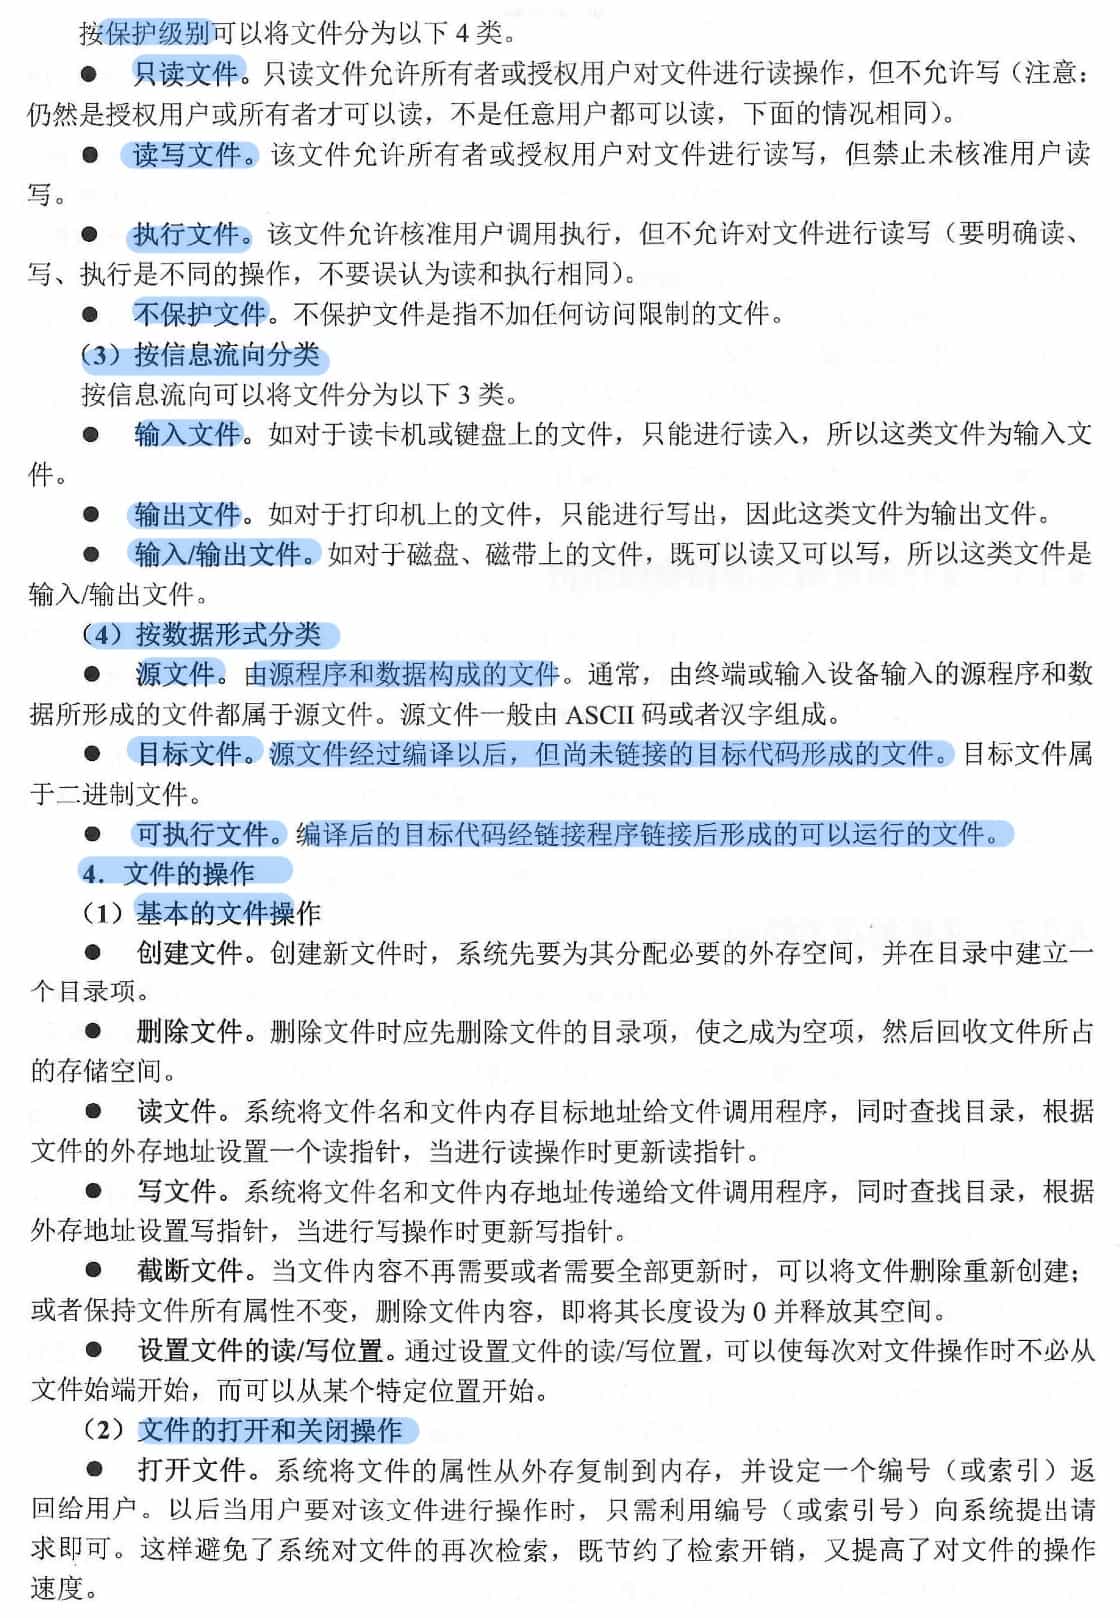 按保护级别可以将文件分为以下 4 类。
● 只读文件。只读文件允许所有者或授权用户对文件进行读操作，但不允许写（注意：
仍然是授权用户或所有者才可以读，不是任意用户都可以读，下面的情况相同）。
● 读写文件。该文件允许所有者或授权用户对文件进行读写，但禁止未核准用户读
写。
● 执行文件。该文件允许核准用户调用执行，但不允许对文件进行读写（要明确读、
写、执行是不同的操作，不要误认为读和执行相同）。
● 不保护文件。不保护文件是指不加任何访问限制的文件。
（3）按信息流向分类
按信息流向可以将文件分为以下 3 类。
● 输入文件。如对于读卡机或键盘上的文件，只能进行读入，所以这类文件为输入文
件。
● 输出文件。如对于打印机上的文件，只能进行写出，因此这类文件为输出文件。
● 输入/输出文件。如对于磁盘、磁带上的文件，既可以读又可以写，所以这类文件是
输入/输出文件。
（4）按数据形式分类
● 源文件。由源程序和数据构成的文件。通常，由终端或输入设备输入的源程序和数
据所形成的文件都属于源文件。源文件一般由 ASCII 码或者汉字组成。
● 目标文件。源文件经过编译以后，但尚未链接的目标代码形成的文件。目标文件属
于二进制文件。
● 可执行文件。编译后的目标代码经链接程序链接后形成的可以运行的文件。
4．文件的操作
（1）基本的文件操作
● 创建文件。创建新文件时，系统先要为其分配必要的外存空间，并在目录中建立一
个目录项。
● 删除文件。删除文件时应先删除文件的目录项，使之成为空项，然后回收文件所占
的存储空间。
● 读文件。系统将文件名和文件内存目标地址给文件调用程序，同时查找目录，根据
文件的外存地址设置一个读指针，当进行读操作时更新读指针。
● 写文件。系统将文件名和文件内存地址传递给文件调用程序，同时查找目录，根据
外存地址设置写指针，当进行写操作时更新写指针。
● 截断文件。当文件内容不再需要或者需要全部更新时，可以将文件删除重新创建；
或者保持文件所有属性不变，删除文件内容，即将其长度设为 0 并释放其空间。
● 设置文件的读/写位置。通过设置文件的读/写位置，可以使每次对文件操作时不必从
文件始端开始，而可以从某个特定位置开始。
（2）文件的打开和关闭操作
● 打开文件。系统将文件的属性从外存复制到内存，并设定一个编号（或索引）返
回给用户。以后当用户要对该文件进行操作时，只需利用编号（或索引号）向系统提出请
求即可。这样避免了系统对文件的再次检索，既节约了检索开销，又提高了对文件的操作
速度。